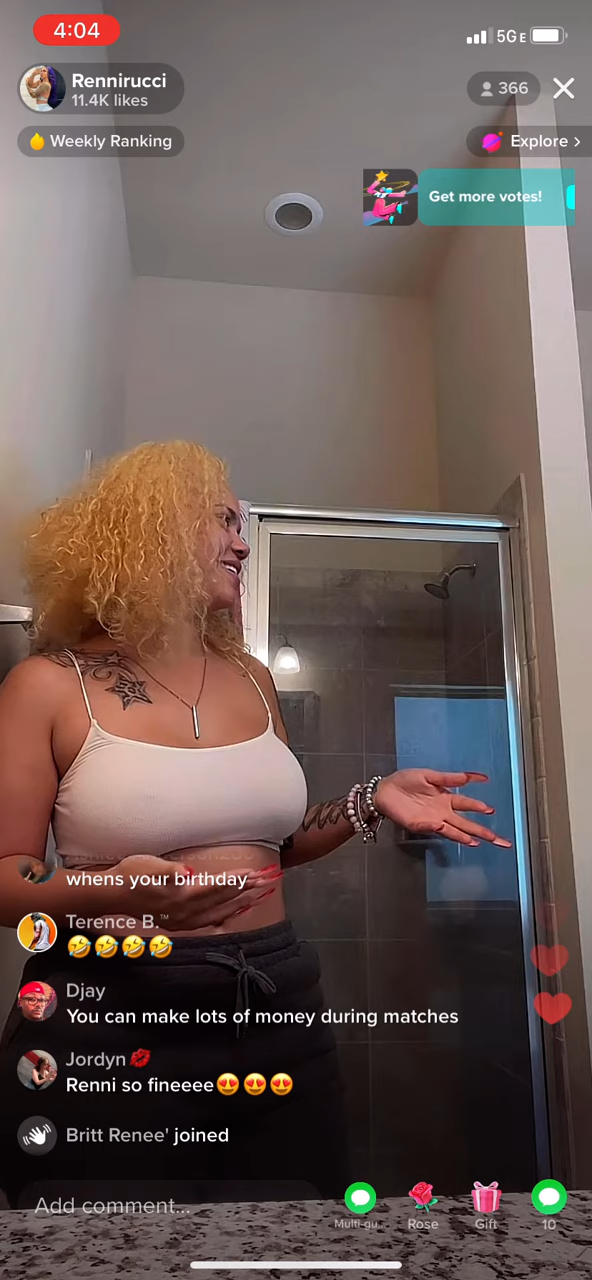 4:04
5G E
Rennirucci
11.4K likes
366
Weekly Ranking
Explore >
Get more votes!
whens your birthday
Terence B.™
🤣🤣🤣🤣
Djay
You can make lots of money during matches
Jordyn💋
Renni so fineeee😍😍😍
Britt Renee' joined
Add comment...
Multi-gu...
Rose
Gift
10